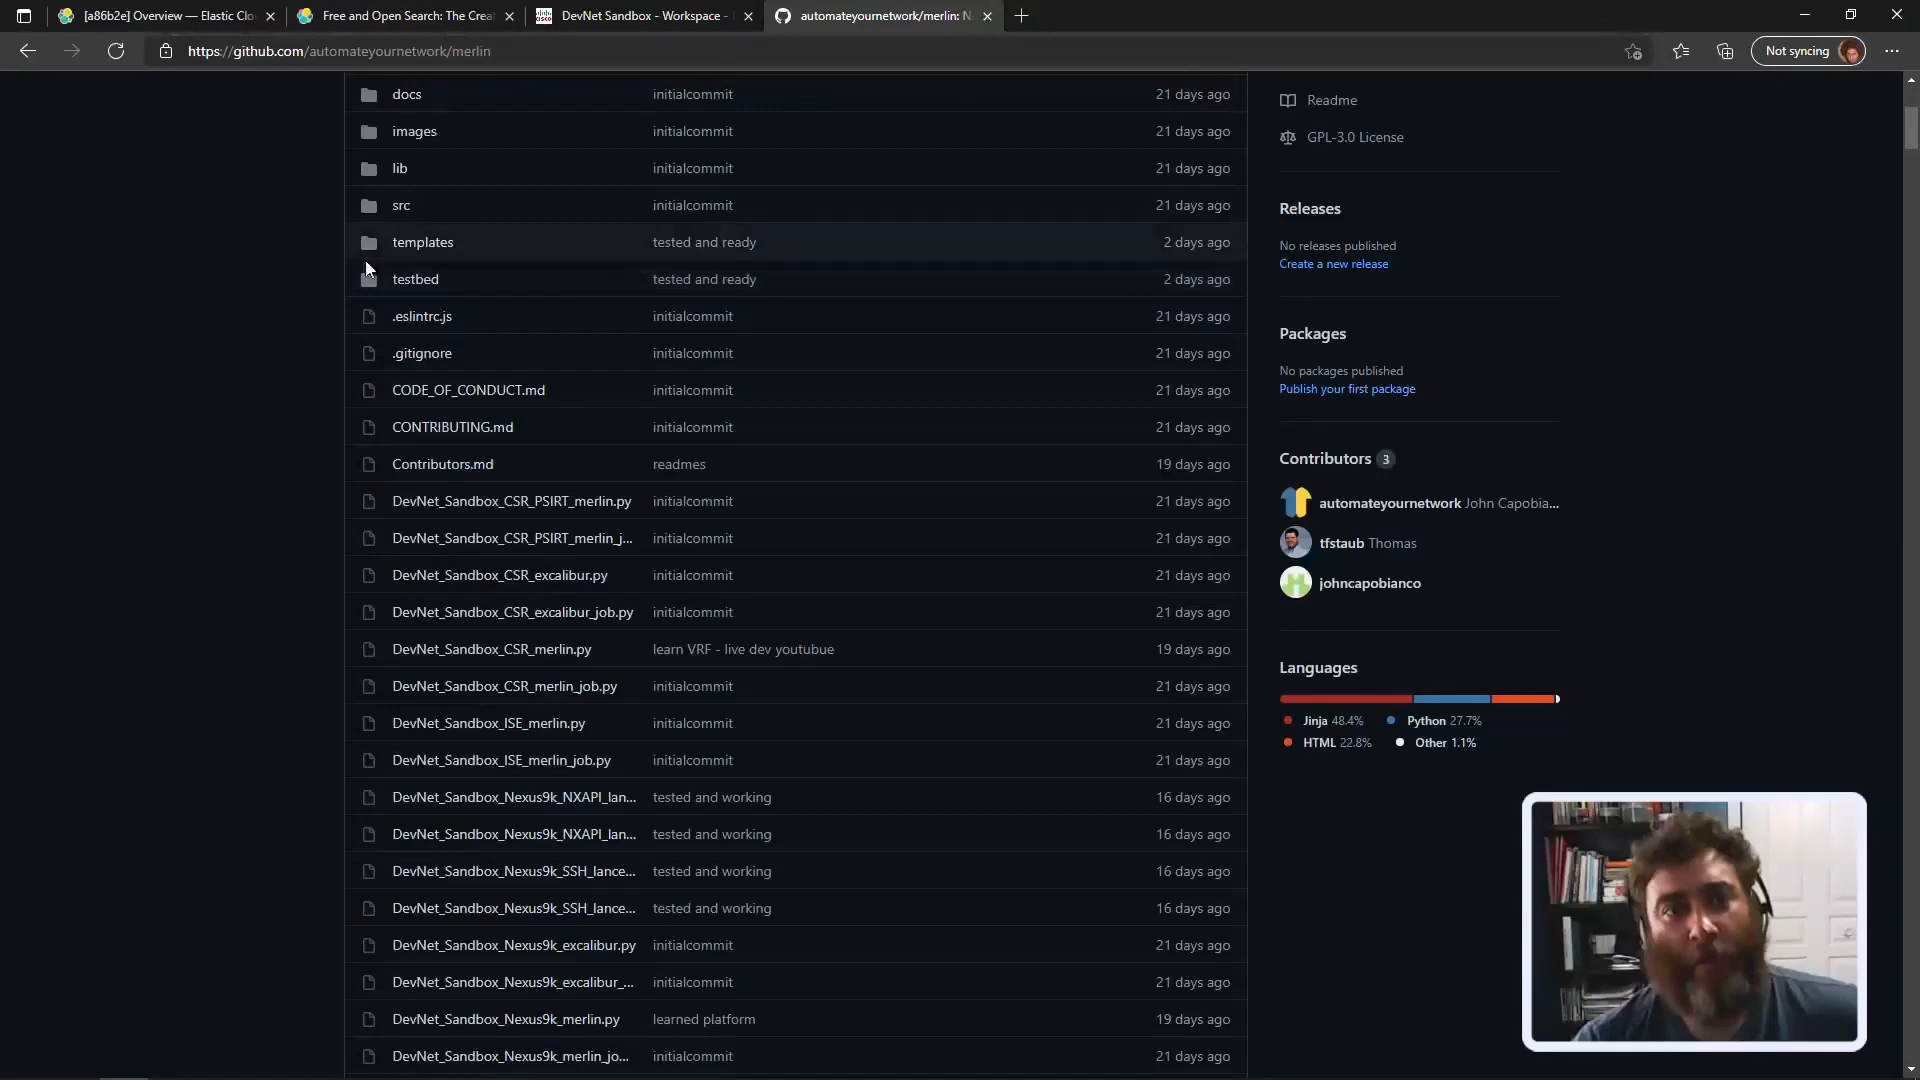 [a86b2e] Overview — Elastic Clo
Free and Open Search: The Creat
DevNet Sandbox - Workspace -
automateyournetwork/merlin: N
https://github.com/automateyournetwork/merlin
Not syncing
docs initialcommit 21 days ago
images initialcommit 21 days ago
lib initialcommit 21 days ago
src initialcommit 21 days ago
templates tested and ready 2 days ago
testbed tested and ready 2 days ago
.eslintrc.js initialcommit 21 days ago
.gitignore initialcommit 21 days ago
CODE_OF_CONDUCT.md initialcommit 21 days ago
CONTRIBUTING.md initialcommit 21 days ago
Contributors.md readmes 19 days ago
DevNet_Sandbox_CSR_PSIRT_merlin.py initialcommit 21 days ago
DevNet_Sandbox_CSR_PSIRT_merlin_j... initialcommit 21 days ago
DevNet_Sandbox_CSR_excalibur.py initialcommit 21 days ago
DevNet_Sandbox_CSR_excalibur_job.py initialcommit 21 days ago
DevNet_Sandbox_CSR_merlin.py learn VRF - live dev youtubue 19 days ago
DevNet_Sandbox_CSR_merlin_job.py initialcommit 21 days ago
DevNet_Sandbox_ISE_merlin.py initialcommit 21 days ago
DevNet_Sandbox_ISE_merlin_job.py initialcommit 21 days ago
DevNet_Sandbox_Nexus9k_NXAPI_lan... tested and working 16 days ago
DevNet_Sandbox_Nexus9k_NXAPI_lan... tested and working 16 days ago
DevNet_Sandbox_Nexus9k_SSH_lance... tested and working 16 days ago
DevNet_Sandbox_Nexus9k_SSH_lance... tested and working 16 days ago
DevNet_Sandbox_Nexus9k_excalibur.py initialcommit 21 days ago
DevNet_Sandbox_Nexus9k_excalibur_... initialcommit 21 days ago
DevNet_Sandbox_Nexus9k_merlin.py learned platform 19 days ago
DevNet_Sandbox_Nexus9k_merlin_jo... initialcommit 21 days ago
Readme
GPL-3.0 License
Releases
No releases published
Create a new release
Packages
No packages published
Publish your first package
Contributors 3
automateyournetwork John Capobia...
tfstaub Thomas
johncapobianco
Languages
Jinja 48.4% Python 27.7%
HTML 22.8% Other 1.1%